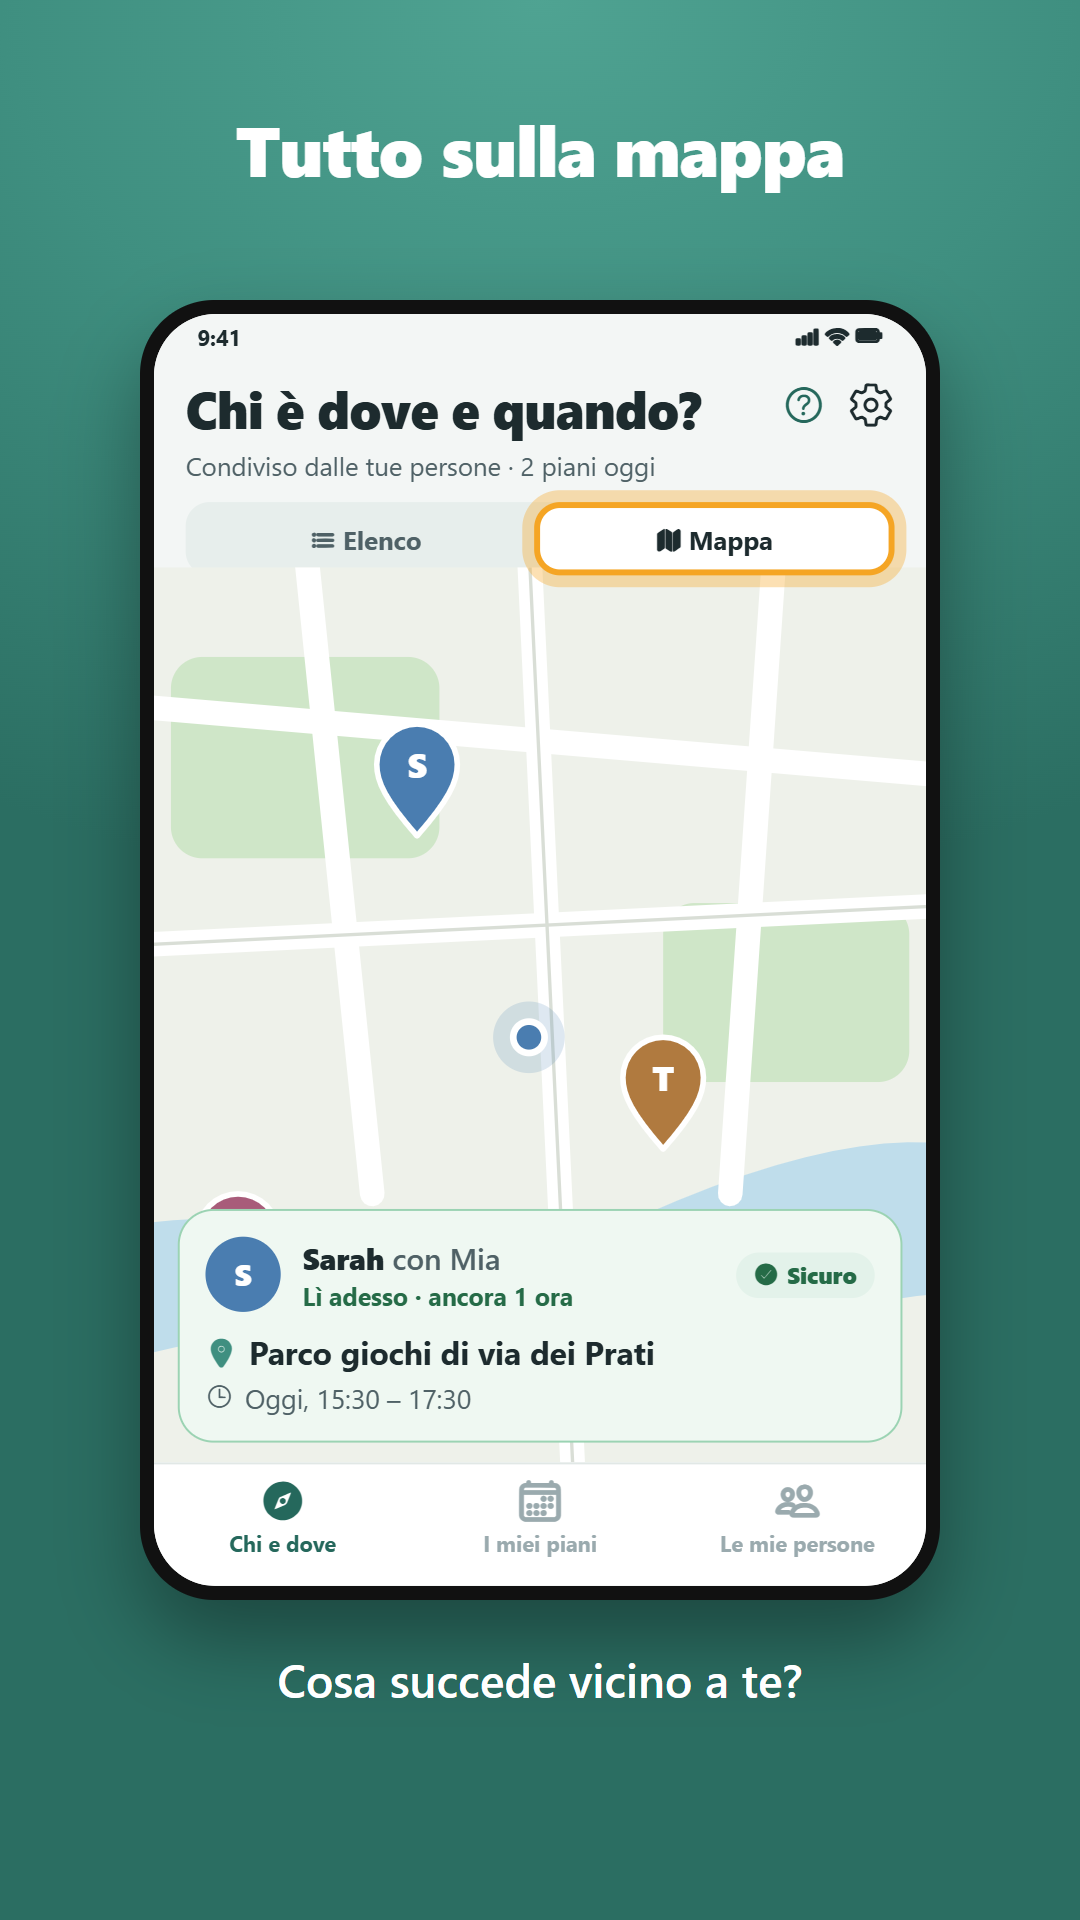 Tutto sulla mappa
9:41
Chi è dove e quando?
Condiviso dalle tue persone · 2 piani oggi
Elenco
Mappa
S
T
S
Sarah con Mia
Sicuro
Lì adesso · ancora 1 ora
Parco giochi di via dei Prati
Oggi, 15:30 – 17:30
Chi e dove
I miei piani
Le mie persone
Cosa succede vicino a te?